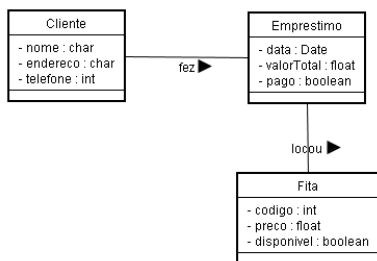 Cliente
- nome : char
- endereco : char
- telefone : int
fez
Emprestimo
- data : Date
- valorTotal : float
- pago : boolean
locou
Fita
- codigo : int
- preco : float
- disponivel : boolean